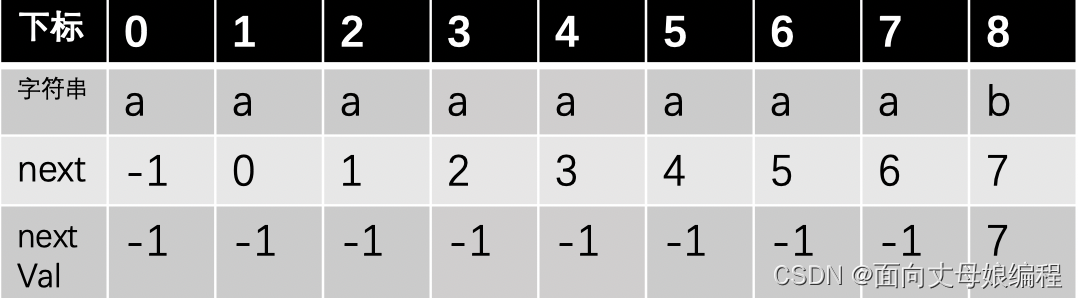 下标 0 1 2 3 4 5 6 7 8
字符串 a a a a a a a a b
next -1 0 1 2 3 4 5 6 7
next -1 -1 -1 -1 -1 -1 -1 -1 7
Val
CSDN @面向丈母娘编程